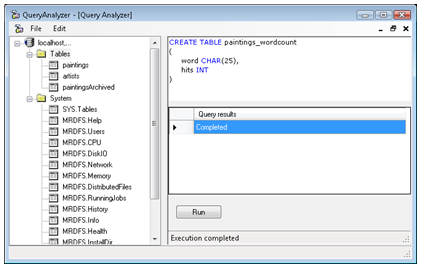 QueryAnalyzer - [Query Analyzer]
File Edit
localhost,...
Tables
paintings
artists
paintingsArchived
System
SYS.Tables
MRDFS.Help
MRDFS.Users
MRDFS.CPU
MRDFS.DiskIO
MRDFS.Network
MRDFS.Memory
MRDFS.DistributedFiles
MRDFS.RunningJobs
MRDFS.History
MRDFS.Info
MRDFS.Health
MRDFS.InstallDir
CREATE TABLE paintings_wordcount
(
word CHAR(25),
hits INT
)
Query results
Completed
Run
Execution completed